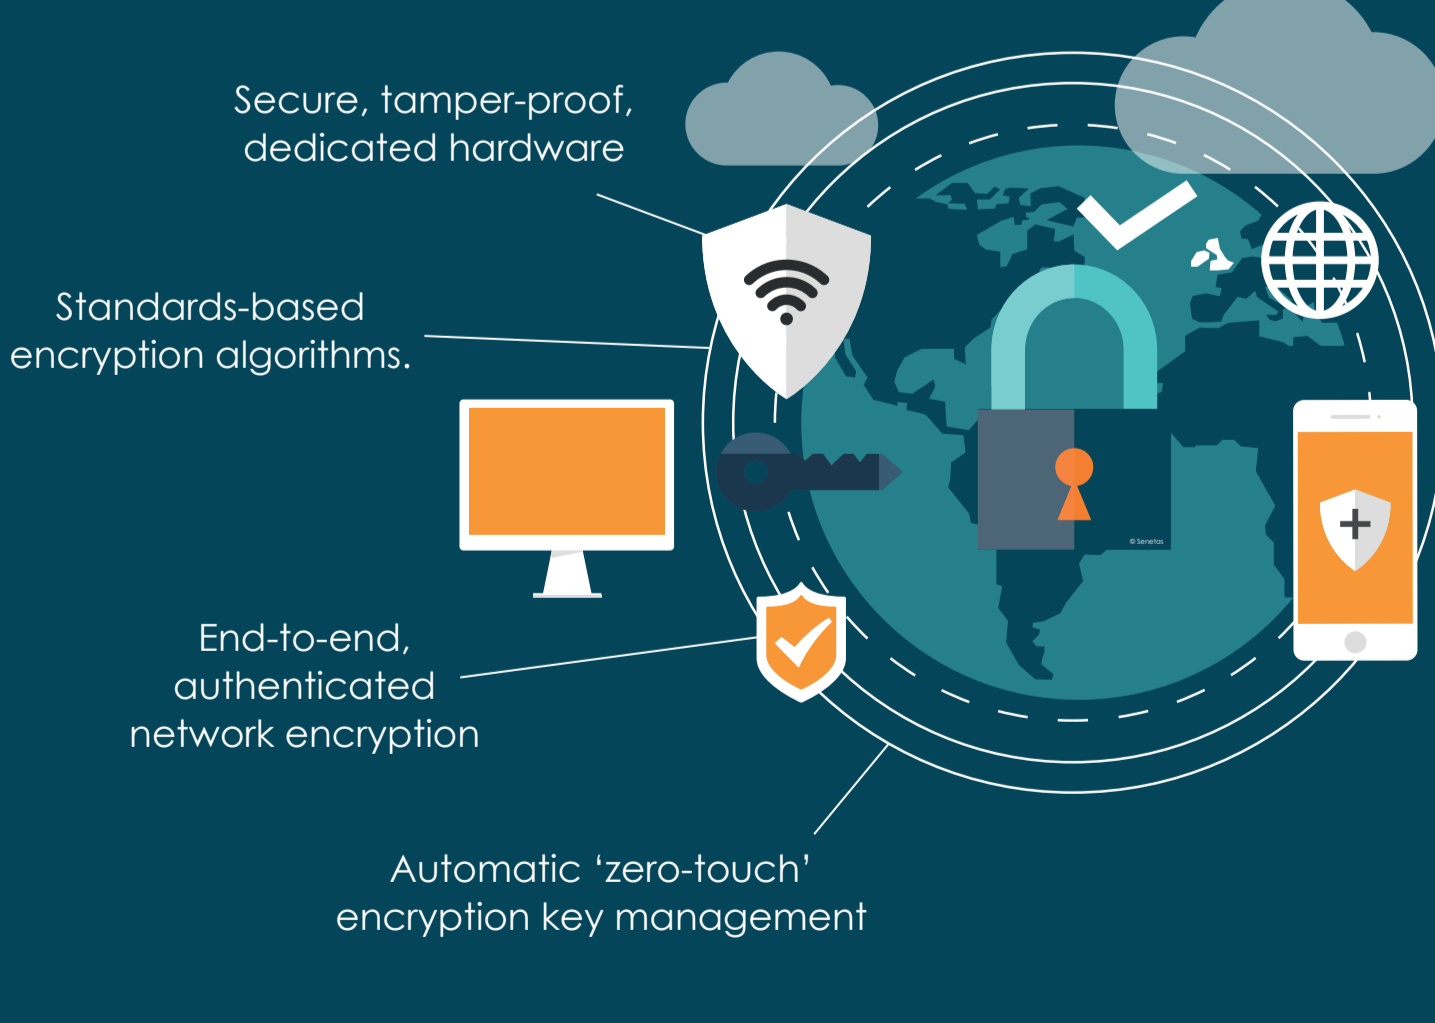 Secure, tamper-proof,
dedicated hardware
Standards-based
encryption algorithms.
© Senetas
End-to-end,
authenticated
network encryption
Automatic ‘zero-touch’
encryption key management